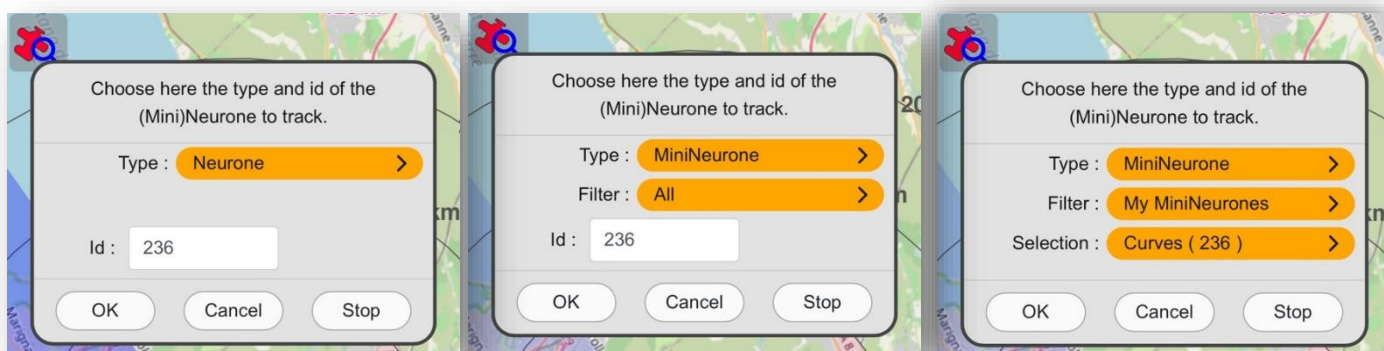 Choose here the type and id of the
(Mini)Neurone to track.
Type : Neurone >
km
Id : 236
OK Cancel Stop
Choose here the type and id of the
(Mini)Neurone to track.
20
Type : MiniNeurone >
Filter : All >
Id : 236
OK Cancel Stop
Choose here the type and id of the
(Mini)Neurone to track.
Type : MiniNeurone >
Filter : My MiniNeurones >
Selection : Curves ( 236 ) >
OK Cancel Stop